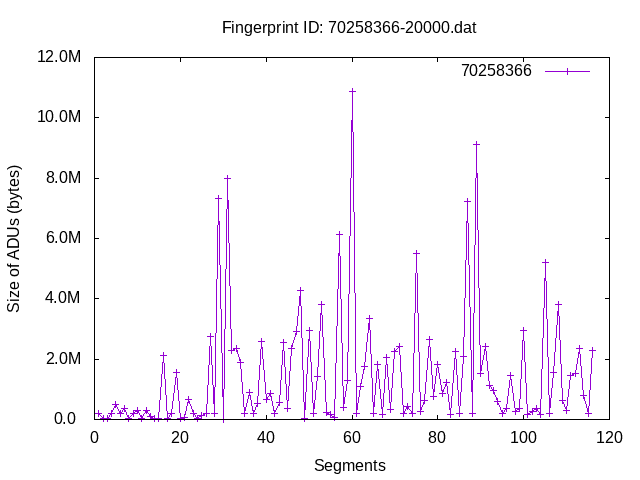 Fingerprint ID: 70258366-20000.dat
12.0M
70258366
10.0M
8.0M
6.0M
4.0M
2.0M
0.0
Size of ADUs (bytes)
0 20 40 60 80 100 120
Segments